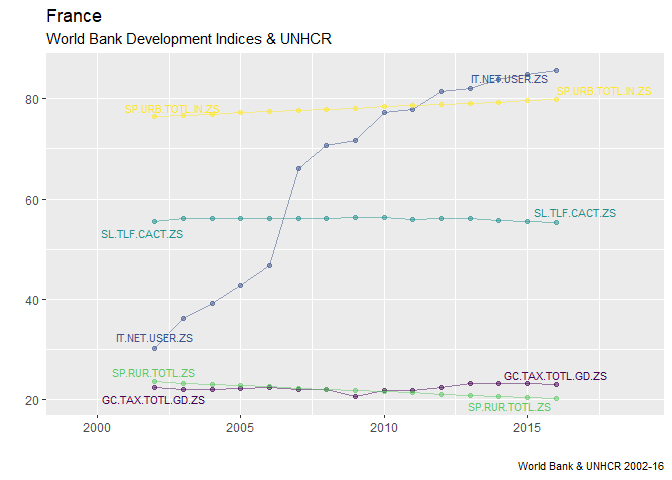 France
World Bank Development Indices & UNHCR
IT.NET.USER.ZS
80
SP.URB.TOTL.IN.ZS
SP.URB.TOTL.IN.ZS
60
SL.TLF.CACT.ZS
SL.TLF.CACT.ZS
40
IT.NET.USER.ZS
SP.RUR.TOTL.ZS
GC.TAX.TOTL.GD.ZS
20
GC.TAX.TOTL.GD.ZS
SP.RUR.TOTL.ZS
2000 2005 2010 2015
World Bank & UNHCR 2002-16